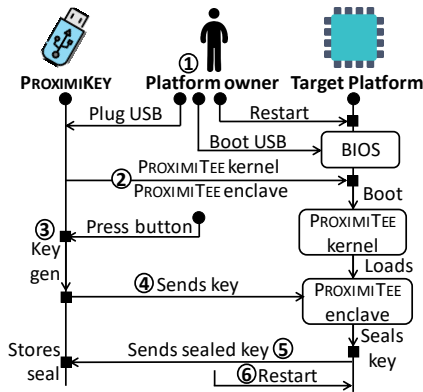 ①
PROXIMIKEY Platform owner Target Platform
Plug USB Restart
Boot USB BIOS
② PROXIMITEE kernel
PROXIMITEE enclave
Boot
③ Press button
Key gen
PROXIMITEE kernel
Loads
④ Sends key
PROXIMITEE enclave
Seals key
Stores seal
Sends sealed key ⑤
⑥ Restart